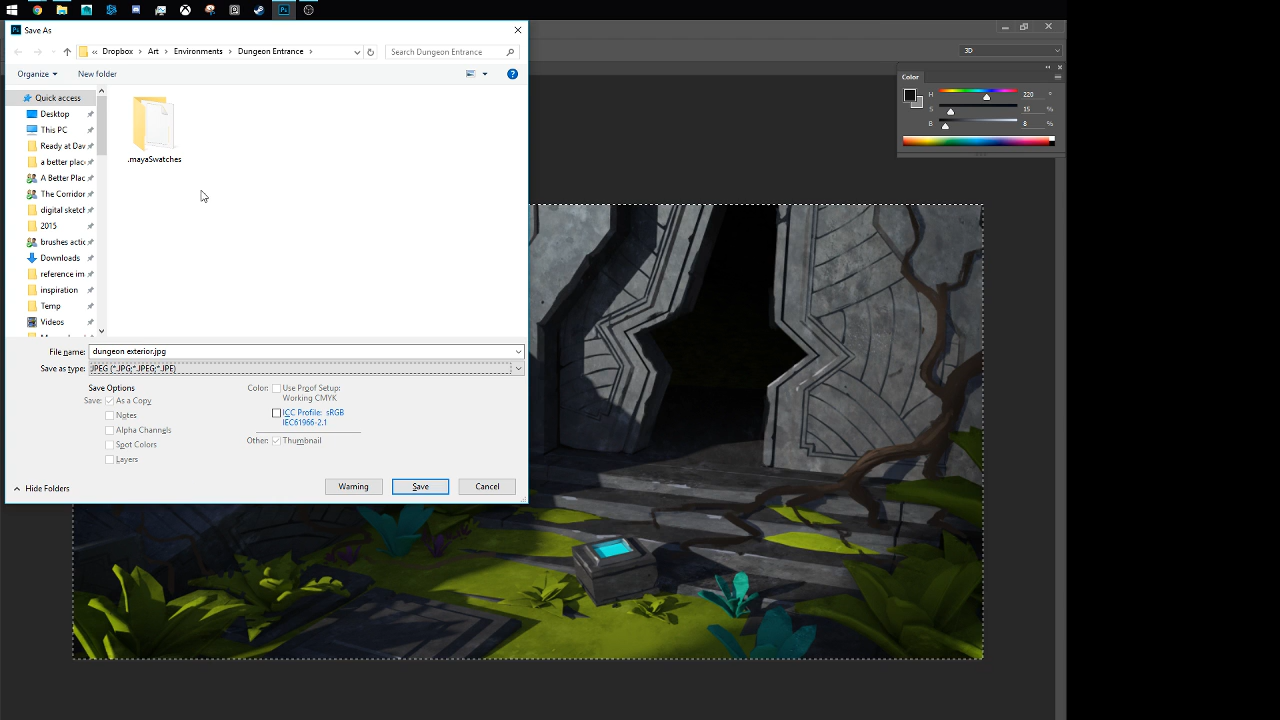 Save As
« Dropbox › Art › Environments › Dungeon Entrance ›
Search Dungeon Entrance
3D
Organize
New folder
Color
H 220 °
S 15 %
B 8 %
Quick access
Desktop
This PC
Ready at Daw
a better place
A Better Plac
The Corridor
digital sketch
2015
brushes actic
Downloads
reference im
inspiration
Temp
Videos
.mayaSwatches
File name: dungeon exterior.jpg
Save as type: JPEG (*.JPG;*.JPEG;*.JPE)
Save Options
Save: As a Copy
Notes
Alpha Channels
Spot Colors
Layers
Color: Use Proof Setup:
Working CMYK
ICC Profile: sRGB
IEC61966-2.1
Other: Thumbnail
Hide Folders
Warning
Save
Cancel